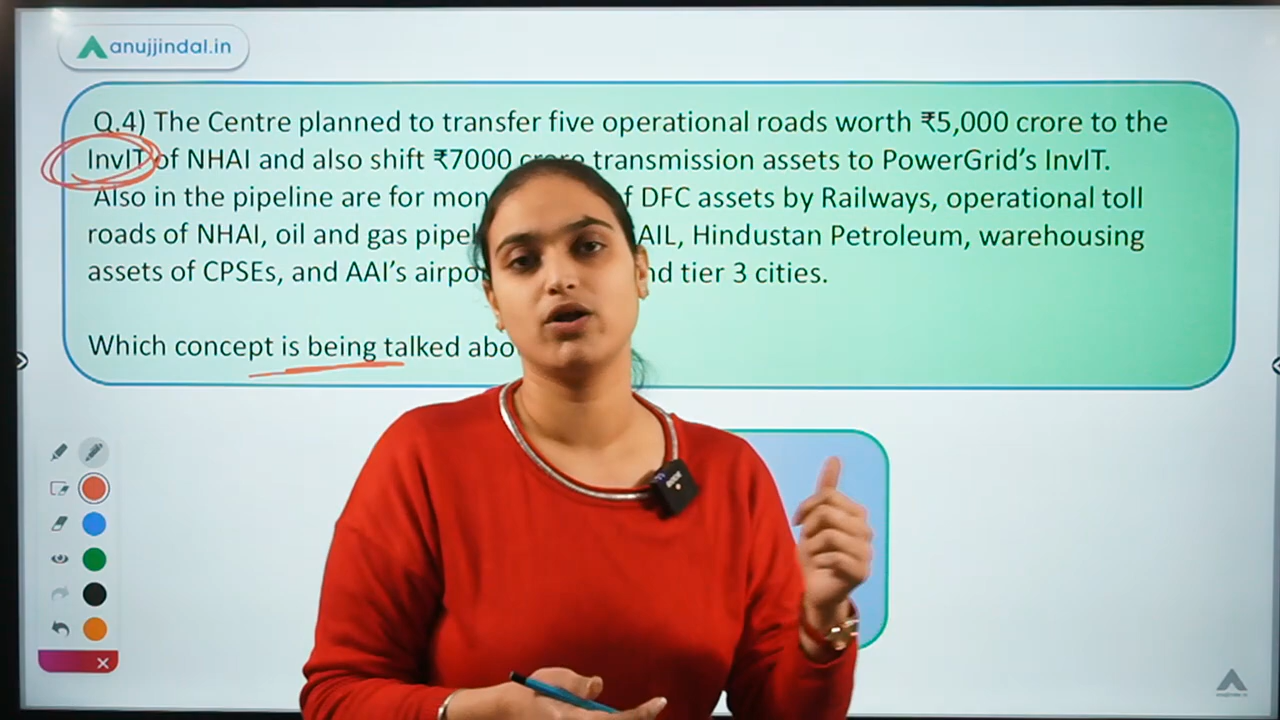 anujjindal.in
Q.4) The Centre planned to transfer five operational roads worth ₹5,000 crore to the
InvIT of NHAI and also shift ₹7000 crore transmission assets to PowerGrid's InvIT.
Also in the pipeline are for DFC assets by Railways, operational toll
roads of NHAI, oil and gas Hindustan Petroleum, warehousing
assets of CPSEs, and AAI's tier 3 cities.
Which concept is being talked